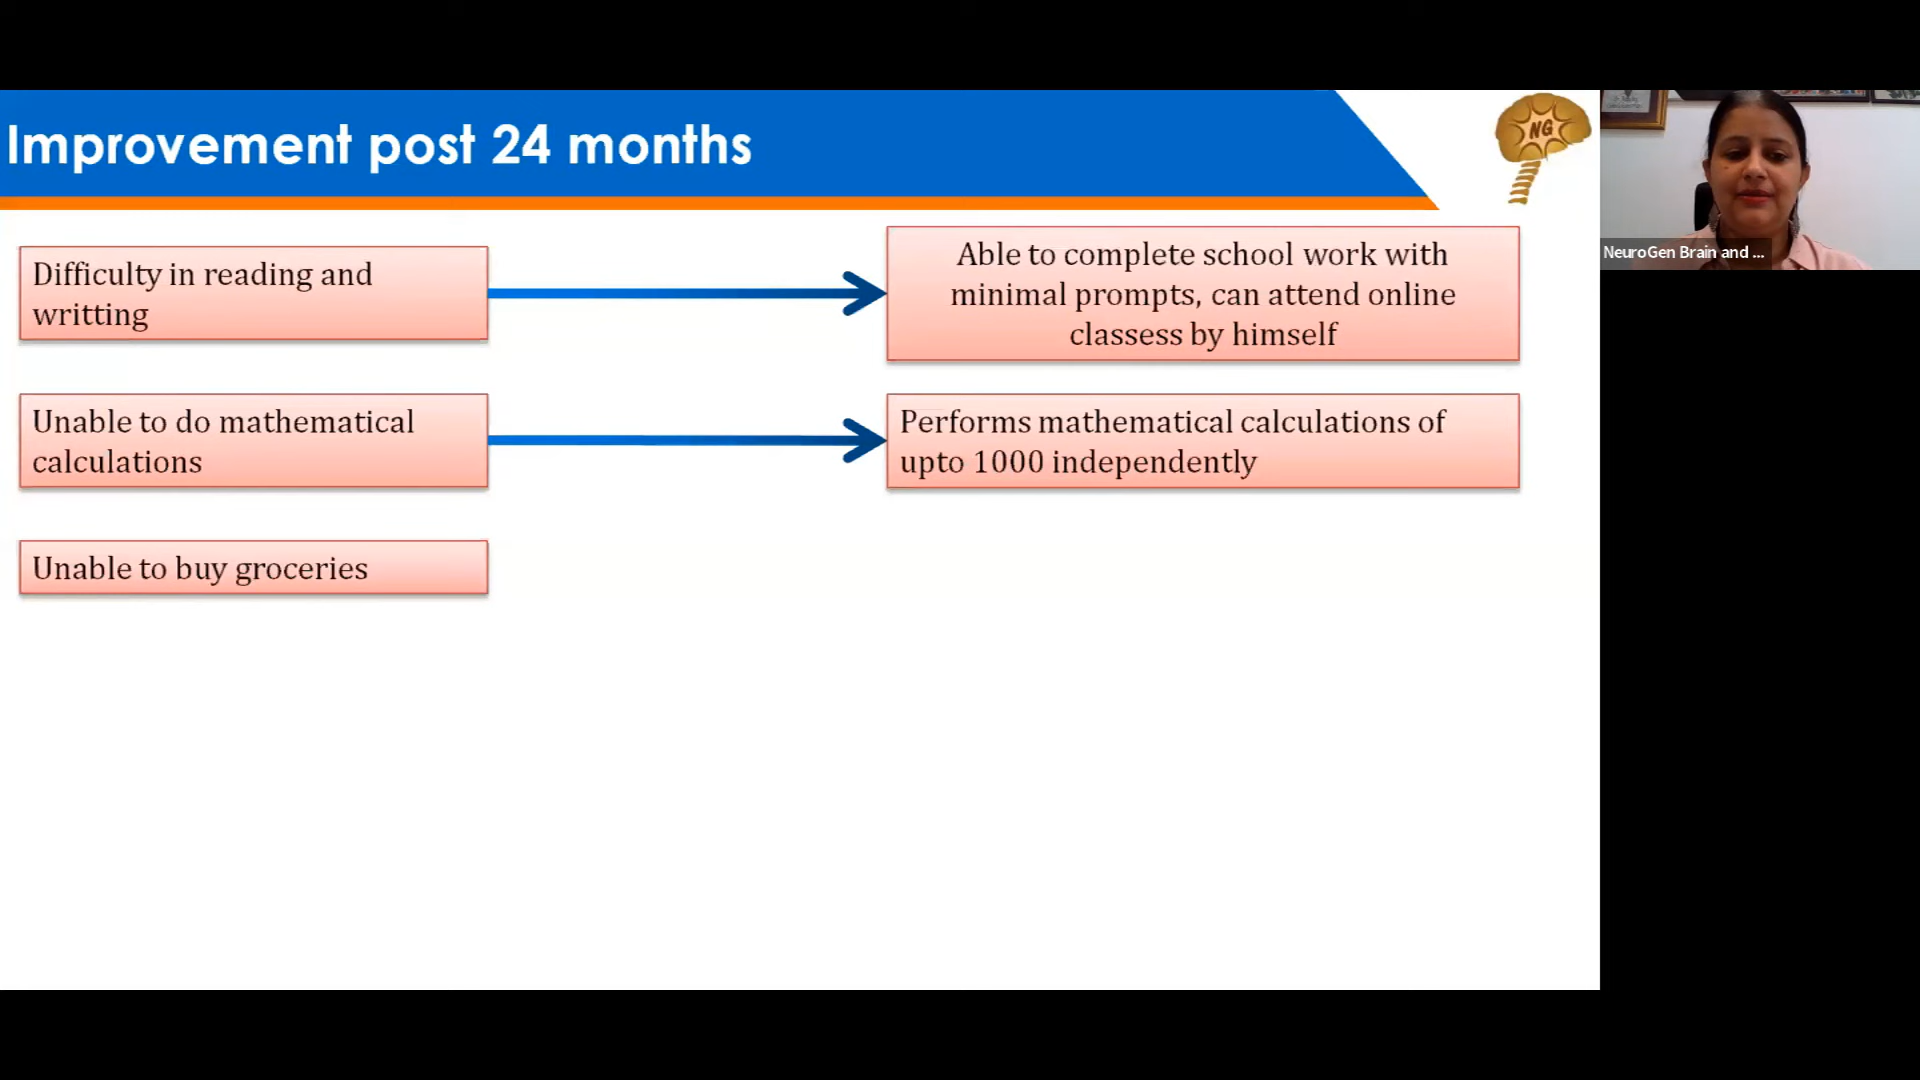 Improvement post 24 months
NG
NeuroGen Brain and ...
Difficulty in reading and
writting
Able to complete school work with
minimal prompts, can attend online
classess by himself
Unable to do mathematical
calculations
Performs mathematical calculations of
upto 1000 independently
Unable to buy groceries